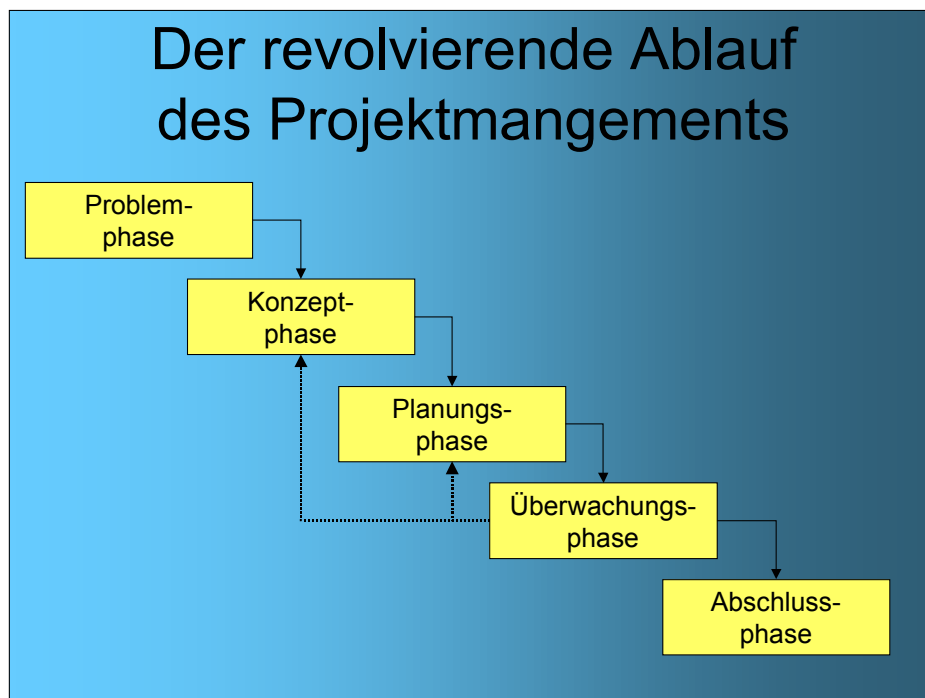 Der revolvierende Ablauf
des Projektmangements
Problem-
phase
Konzept-
phase
Planungs-
phase
Überwachungs-
phase
Abschluss-
phase